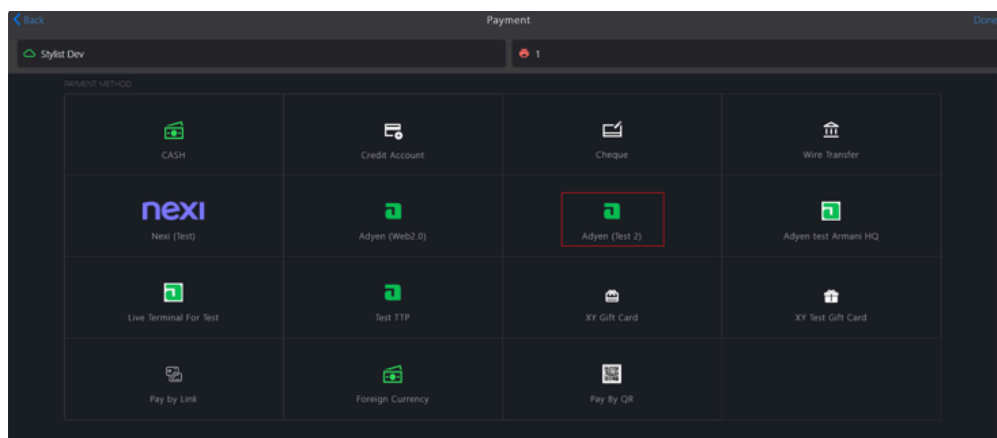 Back
Payment
Done
Stylist Dev
1
PAYMENT METHOD
CASH
Credit Account
Cheque
Wire Transfer
nexi
Nexi (Test)
Adyen (Web2.0)
Adyen (Test 2)
Adyen test Armani HQ
Live Terminal For Test
Test TTP
XY Gift Card
XY Test Gift Card
Pay by Link
Foreign Currency
Pay By QR